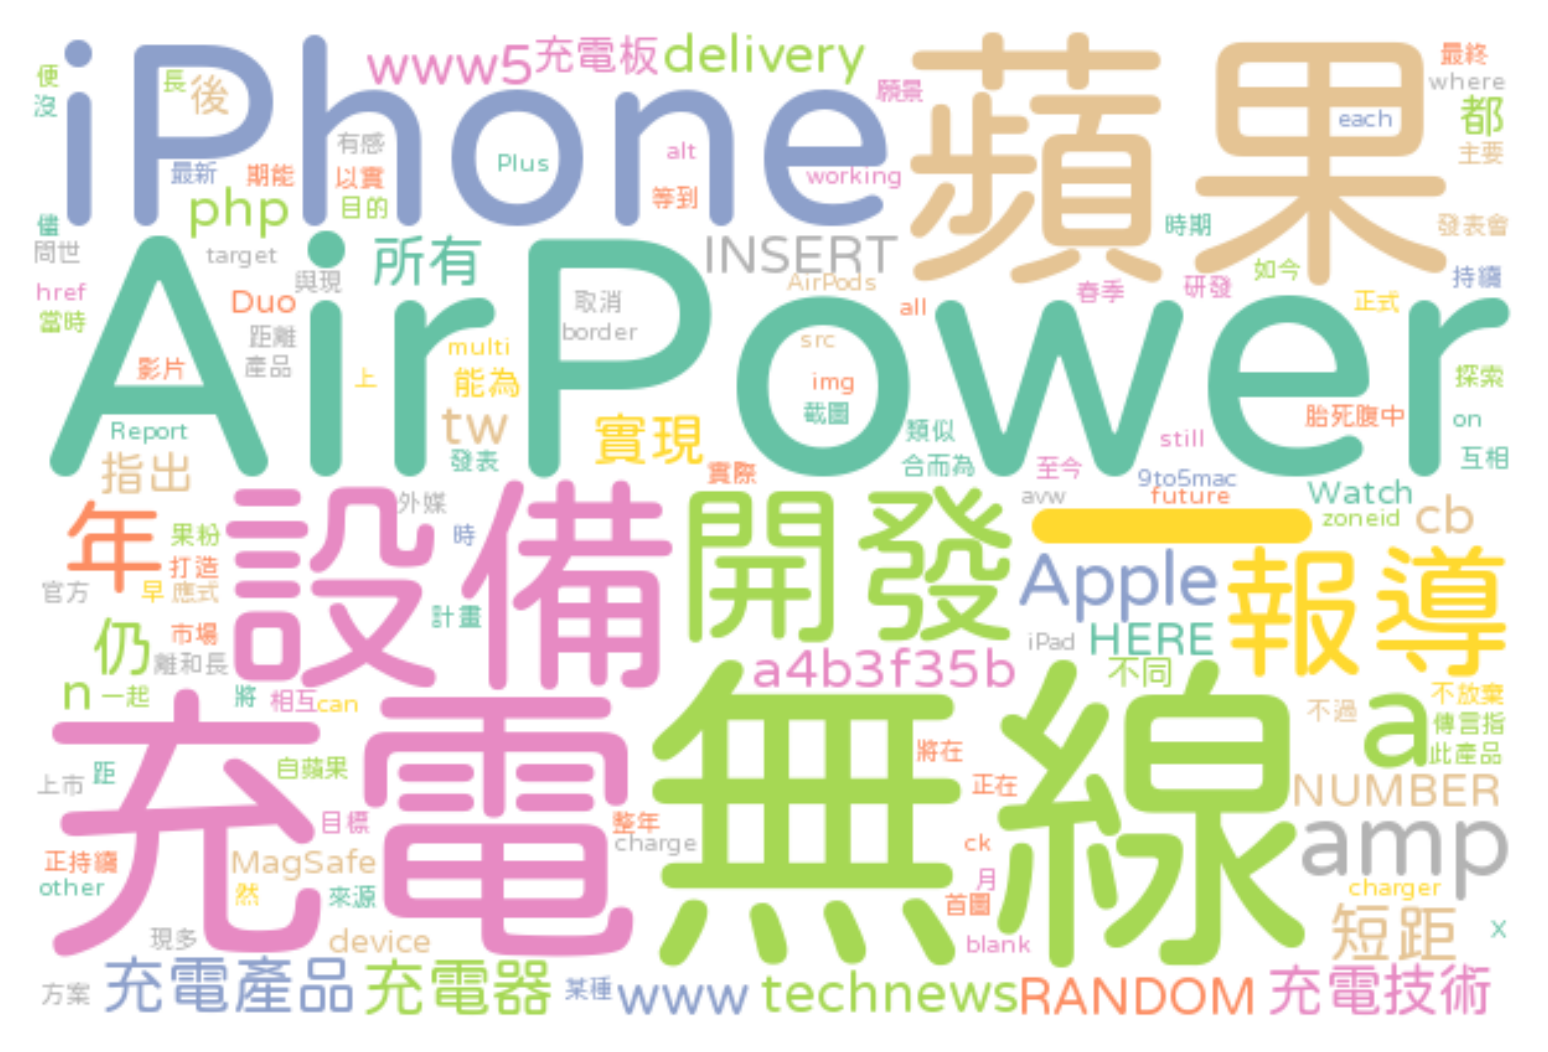 iPhone
蘋果
www5
充電板
delivery
願景
最終
where
都
主要
each
便
沒
長
後
有感
Plus
alt
working
最新
期能
以實
等到
php
目的
儘
問世
target
與現
所有
INSERT
AirPods
時期
發表會
如今
持續
春季
研發
正式
href
當時
Duo
距離
產品
取消
border
all
AirPower
影片
上
multi
能為
src
img
截圖
探索
胎死腹中
on
互相
Report
指出
tw
發表
實現
類似
合而為
實際
至今
still
9to5mac
future
avw
Watch
zoneid
cb
年
果粉
打造
官方
早
應式
外媒
時
設備
開發
一
Apple
報導
仍
市場
離和長
計畫
iPad
HERE
a4b3f35b
不同
n
一起
將
相互
can
不過
a
不放棄
傳言指
此產品
充電
無線
上市
距
自蘋果
將在
正在
NUMBER
目標
整年
charge
ck
amp
正持續
other
MagSafe
然
來源
月
首圖
charger
短距
x
現多
device
blank
方案
充電產品
充電器
某種
www
technews
RANDOM
充電技術